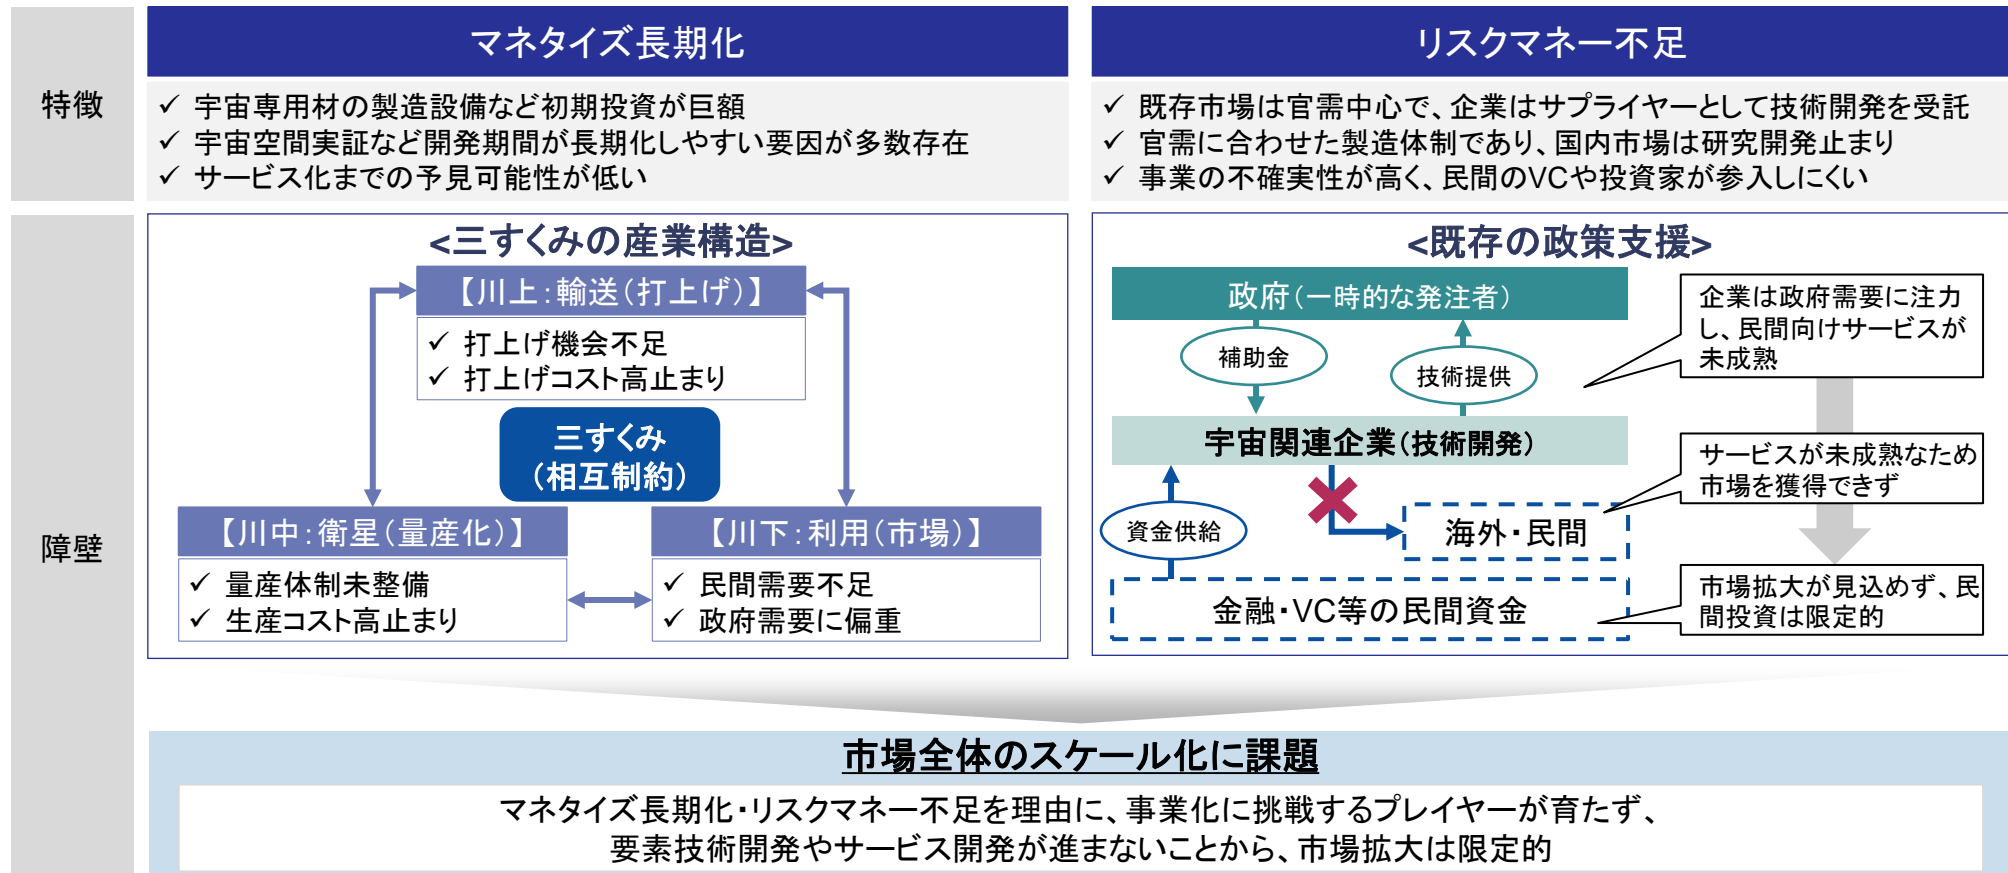 特徴
マネタイズ長期化
✓ 宇宙専用材の製造設備など初期投資が巨額
✓ 宇宙空間実証など開発期間が長期化しやすい要因が多数存在
✓ サービス化までの予見可能性が低い
リスクマネー不足
✓ 既存市場は官需中心で、企業はサプライヤーとして技術開発を受託
✓ 官需に合わせた製造体制であり、国内市場は研究開発止まり
✓ 事業の不確実性が高く、民間のVCや投資家が参入しにくい
障壁
<三すくみの産業構造>
【川上：輸送（打上げ）】
✓ 打上げ機会不足
✓ 打上げコスト高止まり
三すくみ
（相互制約）
【川中：衛星（量産化）】
✓ 量産体制未整備
✓ 生産コスト高止まり
【川下：利用（市場）】
✓ 民間需要不足
✓ 政府需要に偏重
<既存の政策支援>
政府（一時的な発注者）
補助金
技術提供
宇宙関連企業（技術開発）
資金供給
海外・民間
金融・VC等の民間資金
企業は政府需要に注力
し、民間向けサービスが
未成熟
サービスが未成熟なため
市場を獲得できず
市場拡大が見込めず、民
間投資は限定的
市場全体のスケール化に課題
マネタイズ長期化・リスクマネー不足を理由に、事業化に挑戦するプレイヤーが育たず、
要素技術開発やサービス開発が進まないことから、市場拡大は限定的